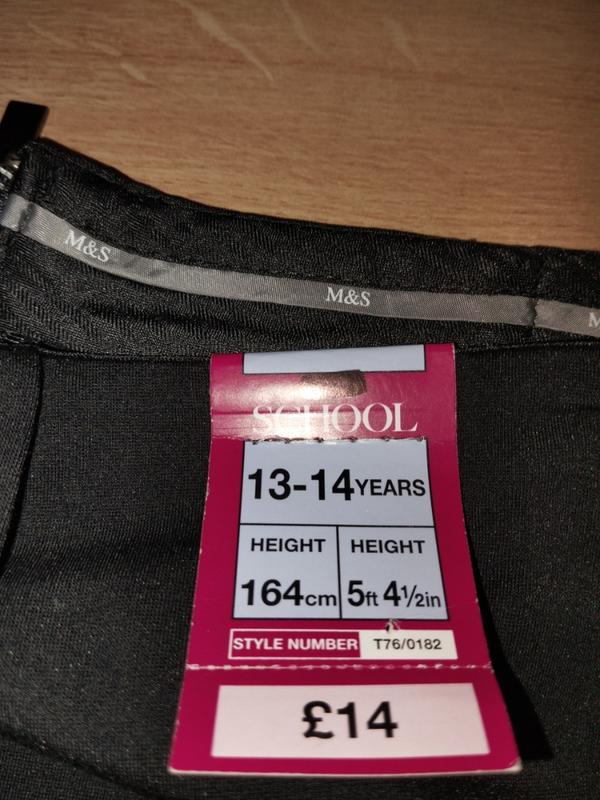 M&S
M&S
M
SCHOOL
13-14 YEARS
HEIGHT HEIGHT
164cm 5ft 4½in
STYLE NUMBER T76/0182
£14